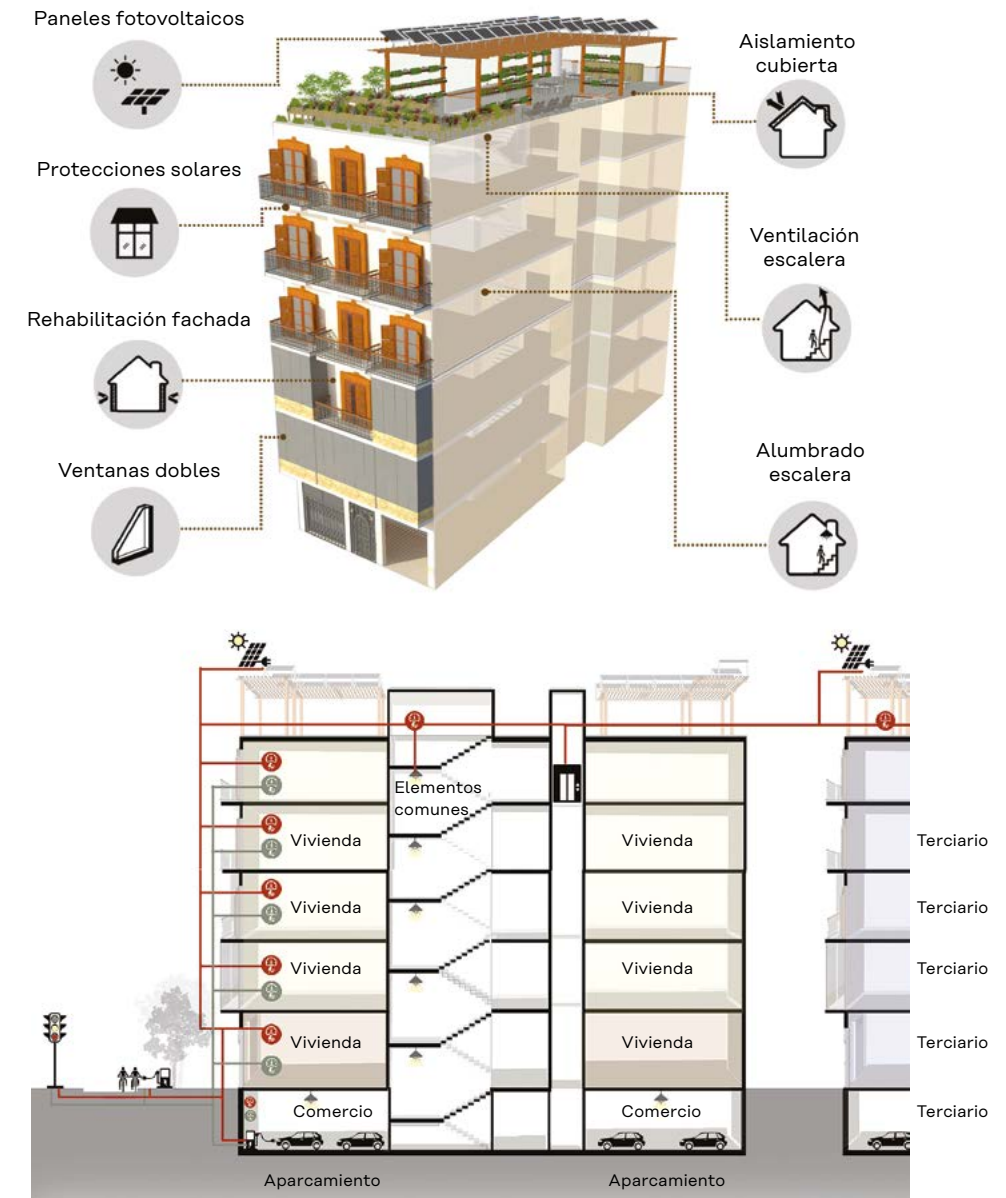 Paneles fotovoltaicos
Aislamiento
cubierta
Protecciones solares
Ventilación
escalera
Rehabilitación fachada
Ventanas dobles
Alumbrado
escalera
Elementos
comunes
Vivienda
Vivienda
Terciario
Vivienda
Vivienda
Terciario
Vivienda
Vivienda
Terciario
Vivienda
Vivienda
Terciario
Comercio
Comercio
Terciario
Aparcamiento
Aparcamiento